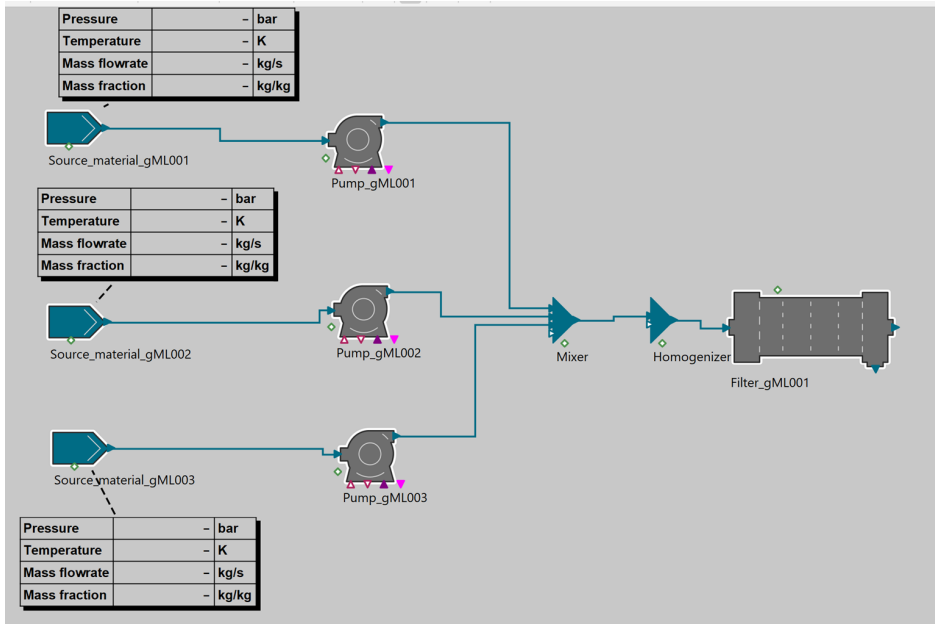 Pressure – bar
Temperature – K
Mass flowrate – kg/s
Mass fraction – kg/kg
Source_material_gML001
Pump_gML001
Pressure – bar
Temperature – K
Mass flowrate – kg/s
Mass fraction – kg/kg
Source_material_gML002
Pump_gML002
Mixer
Homogenizer
Filter_gML001
Source_material_gML003
Pump_gML003
Pressure – bar
Temperature – K
Mass flowrate – kg/s
Mass fraction – kg/kg